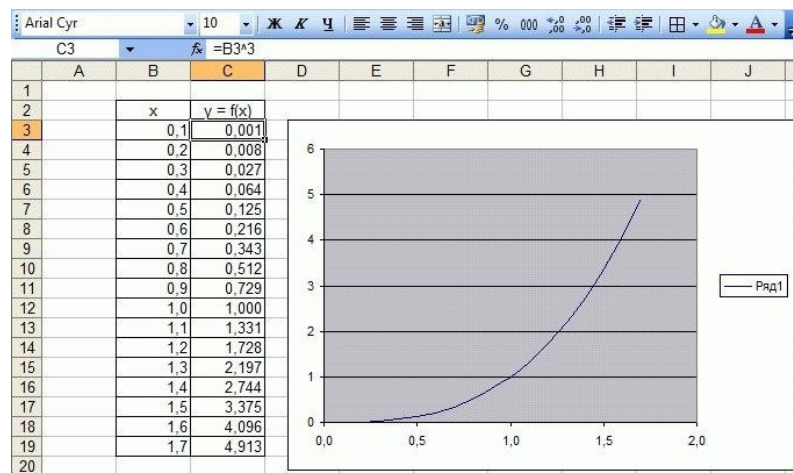 Arial Cyr 10 Ж К Ч % 000
C3 fx =B3^3
A B C D E F G H I J
1
2 x y = f(x)
3 0,1 0,001
4 0,2 0,008
5 0,3 0,027
6 0,4 0,064
7 0,5 0,125
8 0,6 0,216
9 0,7 0,343
10 0,8 0,512
11 0,9 0,729
12 1,0 1,000
13 1,1 1,331
14 1,2 1,728
15 1,3 2,197
16 1,4 2,744
17 1,5 3,375
18 1,6 4,096
19 1,7 4,913
20
6
5
4
3
2
1
0
0,0 0,5 1,0 1,5 2,0
Ряд1